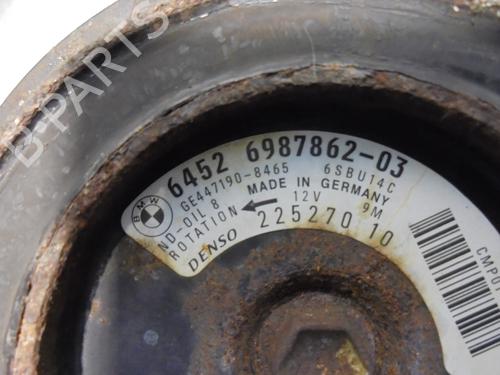 B-PARTS
BMW
6452 6987862-03
GE447190-8465 6SBU14C
ND-OIL 8 MADE IN GERMANY
ROTATION 12V 9M
DENSO 225270 10
CMP01